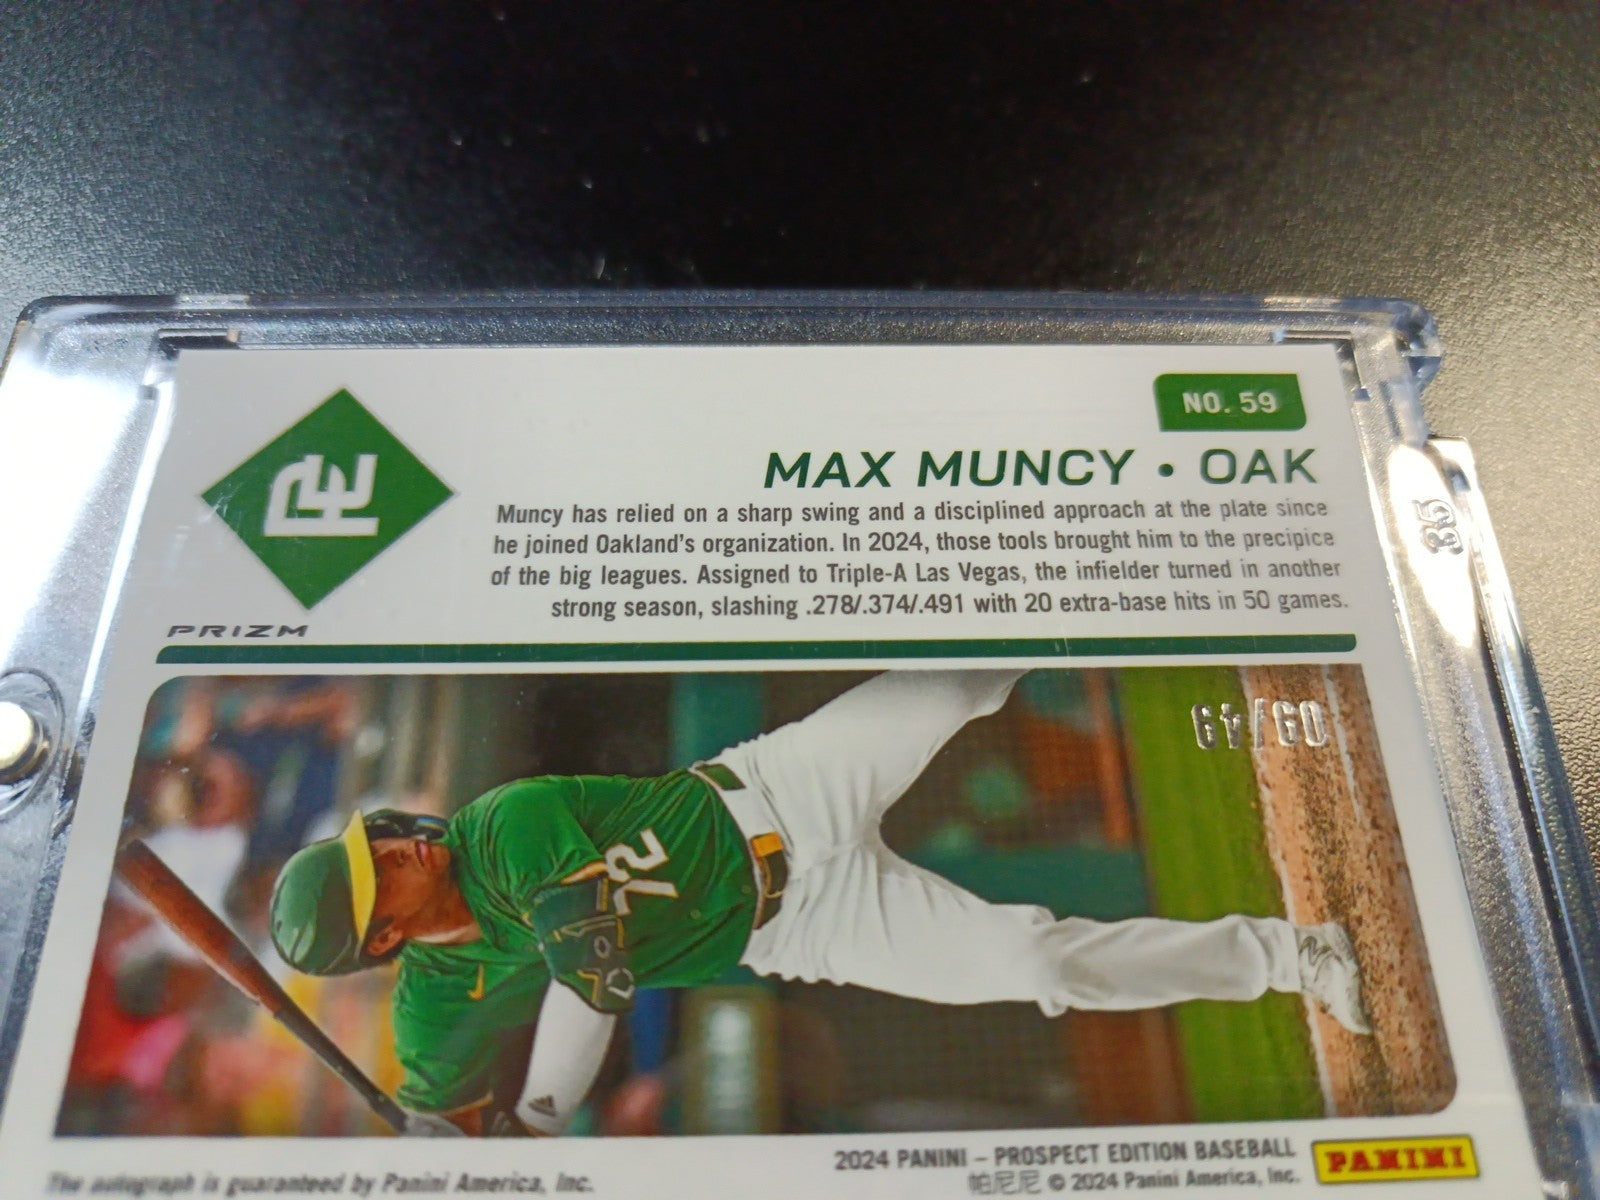 NO. 59
MAX MUNCY • OAK
Muncy has relied on a sharp swing and a disciplined approach at the plate since
he joined Oakland's organization. In 2024, those tools brought him to the precipice
of the big leagues. Assigned to Triple-A Las Vegas, the infielder turned in another
strong season, slashing .278/.374/.491 with 20 extra-base hits in 50 games.
PE
PRIZM
35
49/60
24
2024 PANINI – PROSPECT EDITION BASEBALL
帕尼尼 © 2024 Panini America, Inc.
PANINI
The autograph is guaranteed by Panini America, Inc.